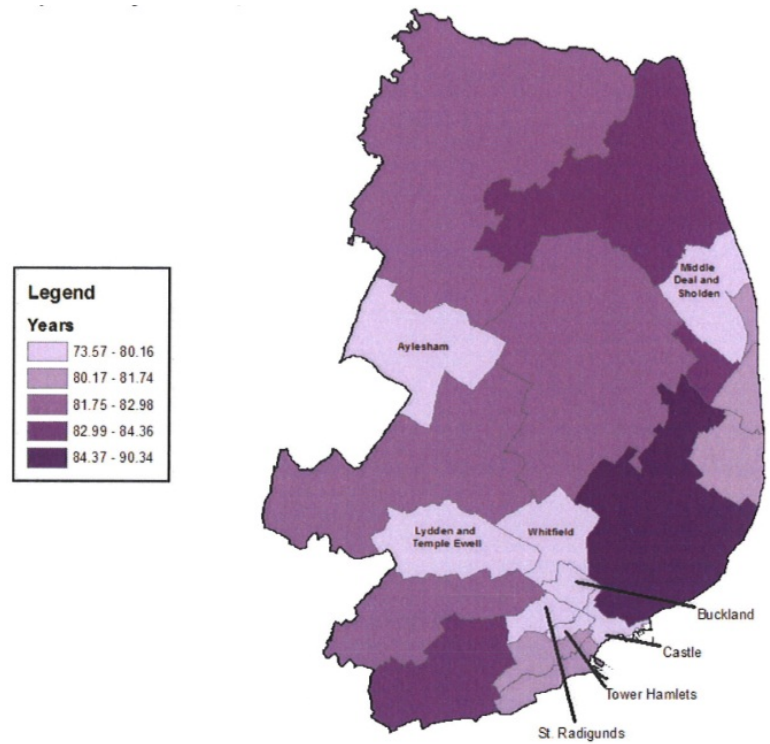 Legend
Years
73.57 - 80.16
80.17 - 81.74
81.75 - 82.98
82.99 - 84.36
84.37 - 90.34
Middle
Deal and
Sholden
Aylesham
Lydden and
Temple Ewell
Whitfield
Buckland
Castle
Tower Hamlets
St. Radigunds